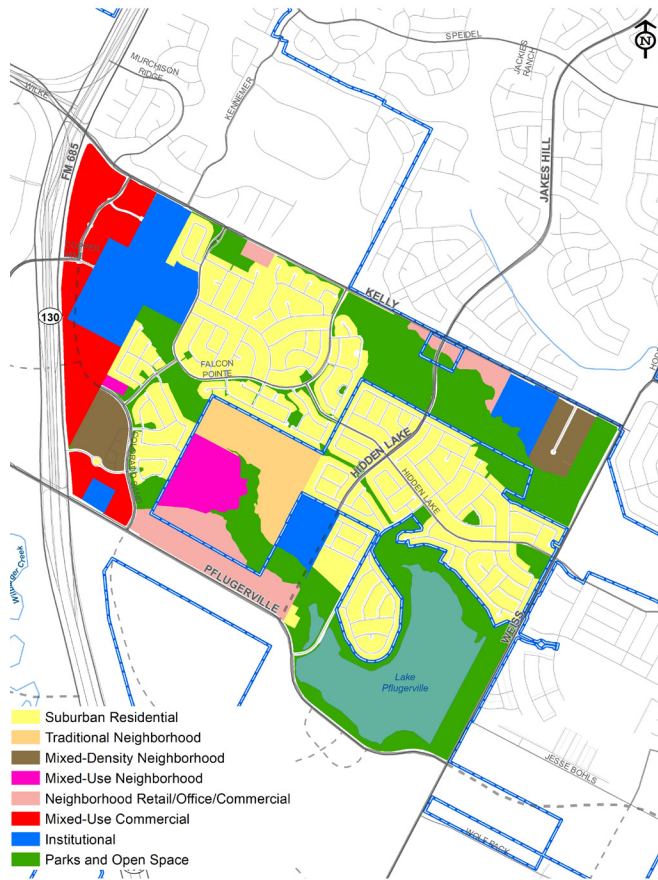 N
SPEIDEL
JACKIES
RANCH
MURCHISON
RIDGE
WILKE
KENNEMER
FM 685
JAKES HILL
KELLY
130
FALCON
POINTE
HIDDEN LAKE
HIDDEN LAKE
PFLUGERVILLE
WEISS
Wilbarger Creek
Lake
Pflugerville
JESSE BOHLS
WOLF PACK
Suburban Residential
Traditional Neighborhood
Mixed-Density Neighborhood
Mixed-Use Neighborhood
Neighborhood Retail/Office/Commercial
Mixed-Use Commercial
Institutional
Parks and Open Space